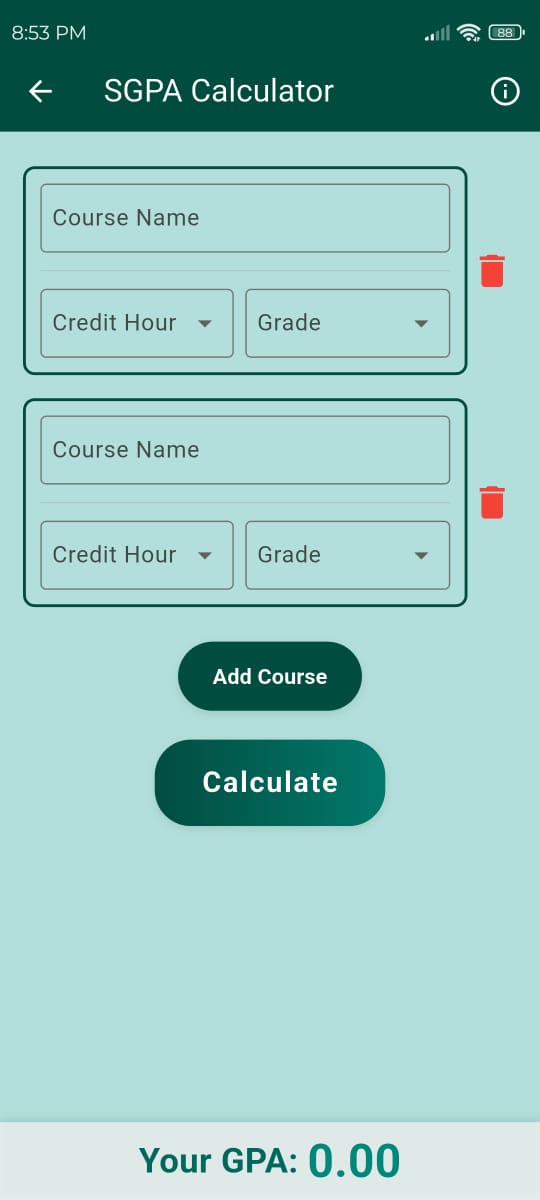 8:53 PM 88
SGPA Calculator
Course Name
Credit Hour Grade
Course Name
Credit Hour Grade
Add Course
Calculate
Your GPA: 0.00